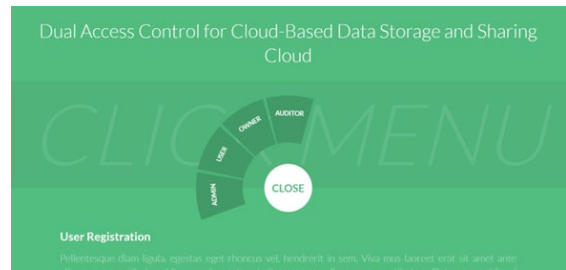 Dual Access Control for Cloud-Based Data Storage and Sharing
Cloud
CLICK MENU
AUDITOR
OWNER
USER
ADMIN
CLOSE
User Registration
Pellentesque diam ligula, egestas eget rhoncus vel, hendrerit in sem. Viva mus laoreet erat sit amet ante